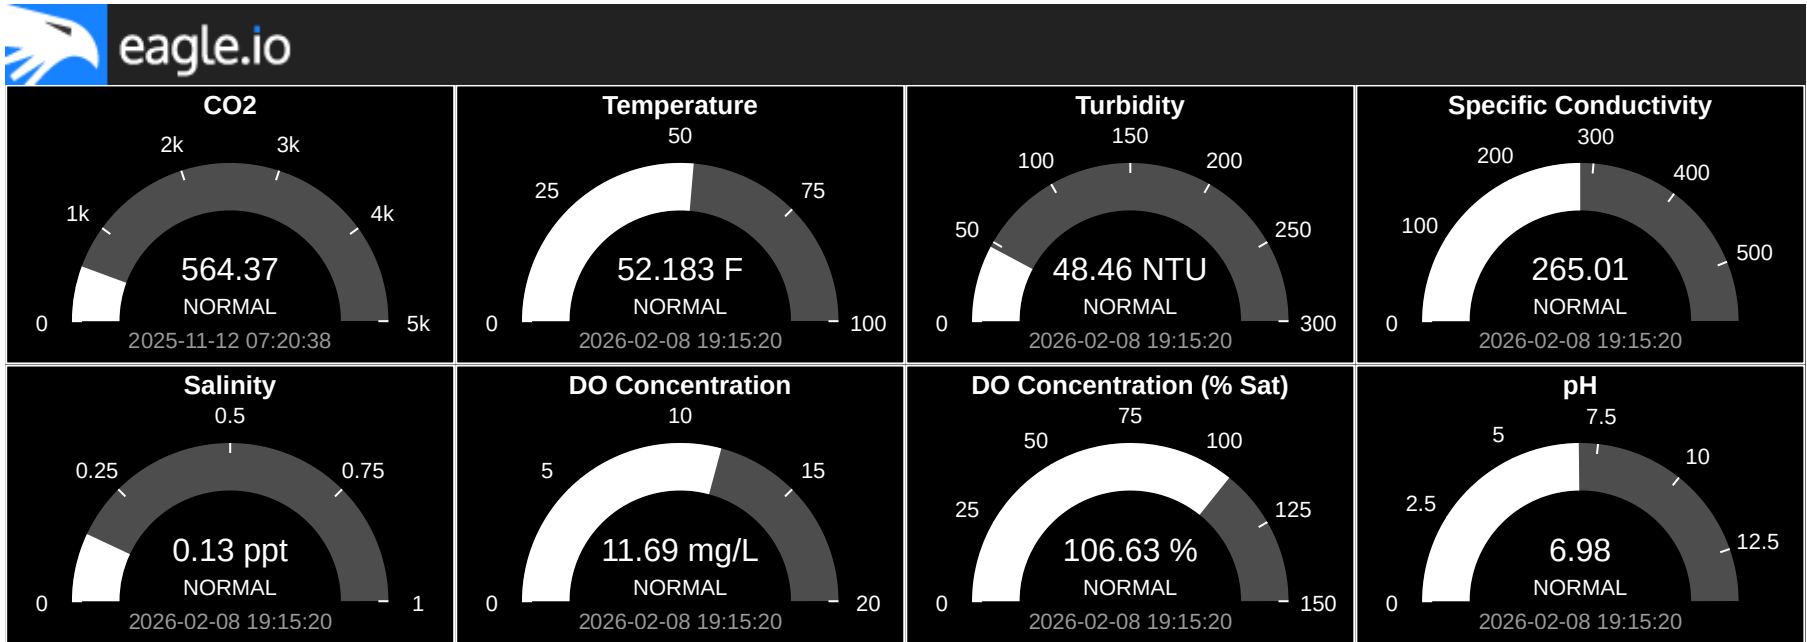 eagle.io
CO2
0
1k
2k
3k
4k
5k
564.37
NORMAL
2025-11-12 07:20:38
Temperature
0
25
50
75
100
52.183 F
NORMAL
2026-02-08 19:15:20
Turbidity
0
50
100
150
200
250
300
48.46 NTU
NORMAL
2026-02-08 19:15:20
Specific Conductivity
0
100
200
300
400
500
265.01
NORMAL
2026-02-08 19:15:20
Salinity
0
0.25
0.5
0.75
1
0.13 ppt
NORMAL
2026-02-08 19:15:20
DO Concentration
0
5
10
15
20
11.69 mg/L
NORMAL
2026-02-08 19:15:20
DO Concentration (% Sat)
0
25
50
75
100
125
150
106.63 %
NORMAL
2026-02-08 19:15:20
pH
0
2.5
5
7.5
10
12.5
6.98
NORMAL
2026-02-08 19:15:20